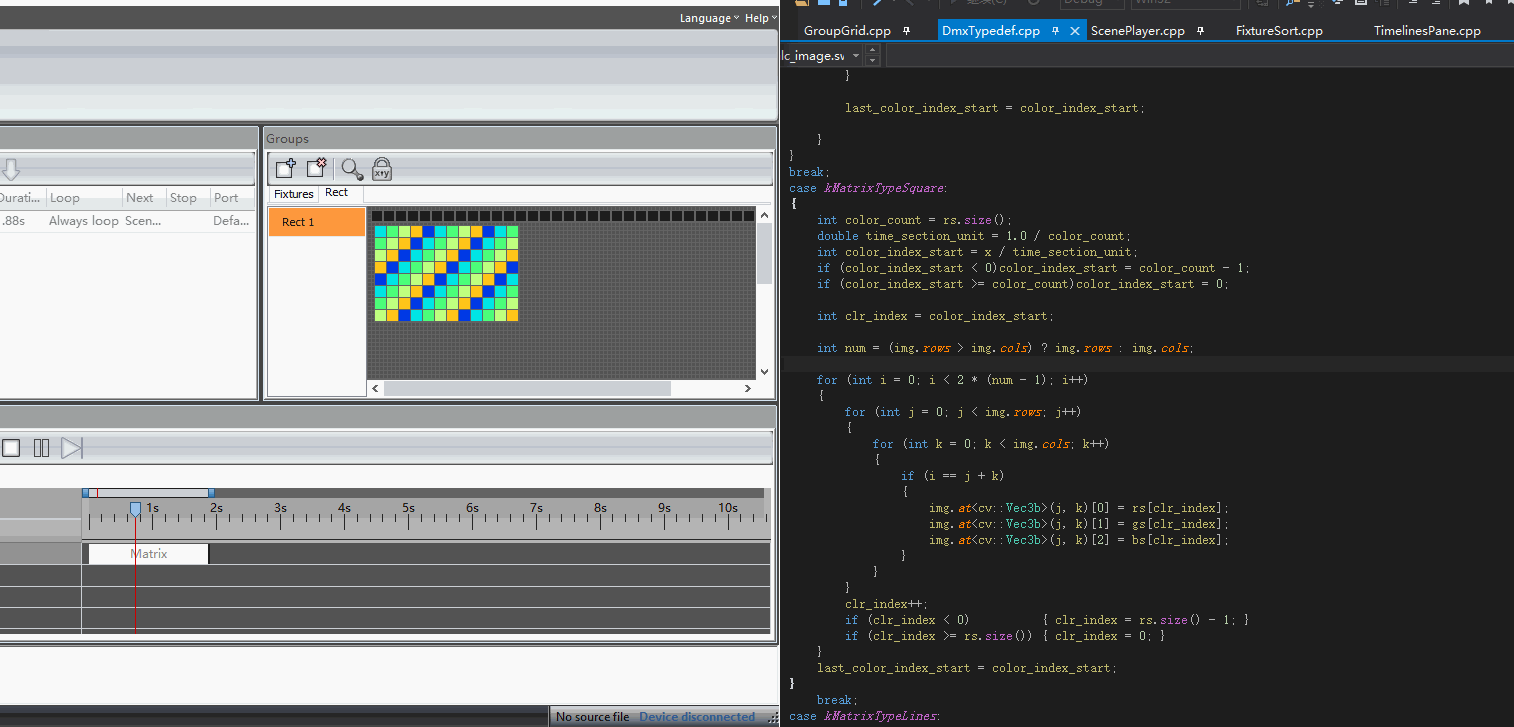 Language Help
Groups
Durati... Loop Next Stop Port
.88s Always loop Scen... Defa...
x,y
Fixtures Rect
Rect 1
1s 2s 3s 4s 5s 6s 7s 8s 9s 10s
Matrix
No source file Device disconnected
GroupGrid.cpp DmxTypedef.cpp ScenePlayer.cpp FixtureSort.cpp TimelinesPane.cpp
lc_image.sv
}
last_color_index_start = color_index_start;
}
}
break;
case kMatrixTypeSquare:
{
int color_count = rs.size();
double time_section_unit = 1.0 / color_count;
int color_index_start = x / time_section_unit;
if (color_index_start < 0)color_index_start = color_count - 1;
if (color_index_start >= color_count)color_index_start = 0;
int clr_index = color_index_start;
int num = (img.rows > img.cols) ? img.rows : img.cols;
for (int i = 0; i < 2 * (num - 1); i++)
{
for (int j = 0; j < img.rows; j++)
{
for (int k = 0; k < img.cols; k++)
{
if (i == j + k)
{
img.at<cv::Vec3b>(j, k)[0] = rs[clr_index];
img.at<cv::Vec3b>(j, k)[1] = gs[clr_index];
img.at<cv::Vec3b>(j, k)[2] = bs[clr_index];
}
}
}
clr_index++;
if (clr_index < 0) { clr_index = rs.size() - 1; }
if (clr_index >= rs.size()) { clr_index = 0; }
}
last_color_index_start = color_index_start;
}
break;
case kMatrixTypeLines: